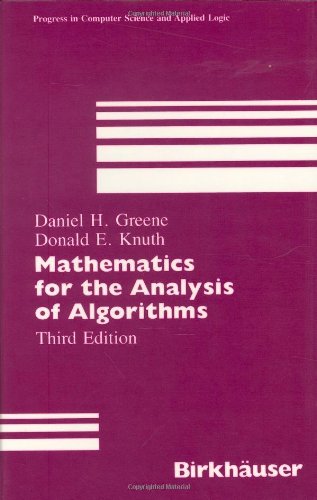 Progress in Computer Science and Applied Logic
Daniel H. Greene
Donald E. Knuth
Mathematics
for the Analysis
of Algorithms
Third Edition
Birkhäuser